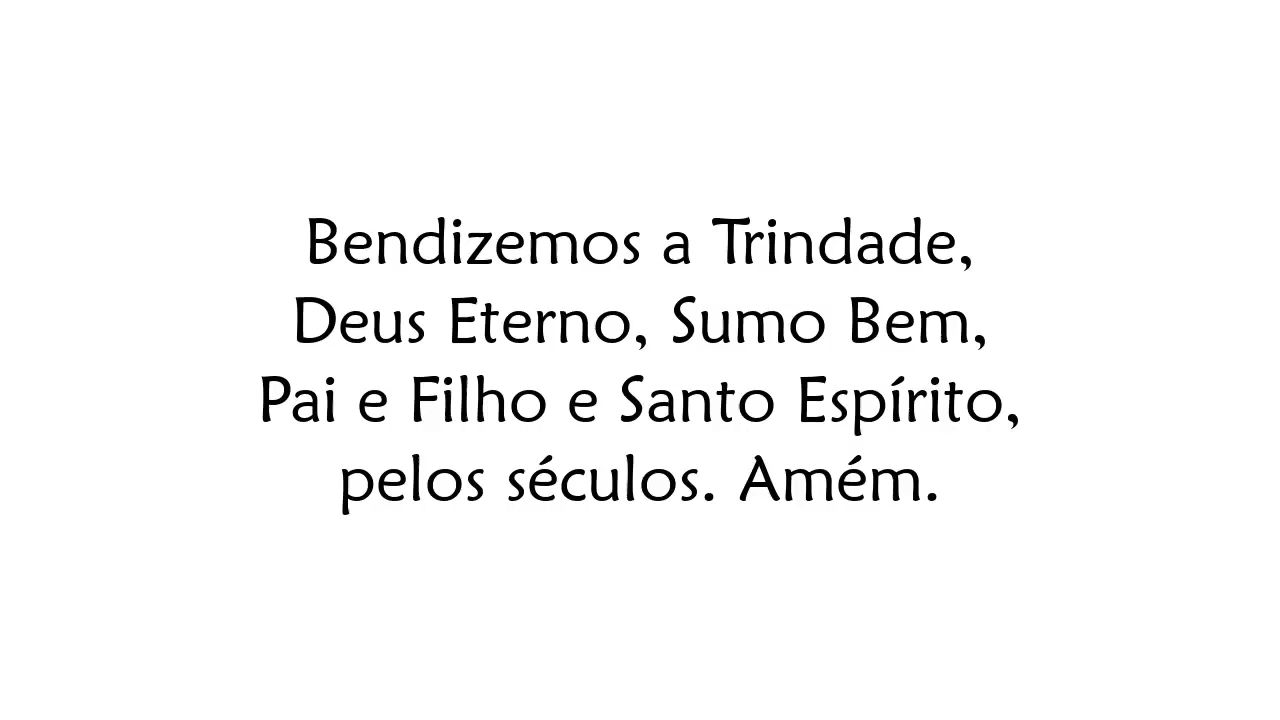 Bendizemos a Trindade,
Deus Eterno, Sumo Bem,
Pai e Filho e Santo Espírito,
pelos séculos. Amém.